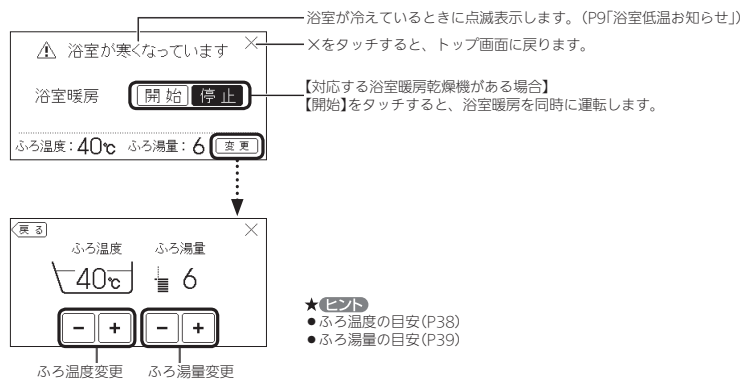 浴室が冷えているときに点滅表示します。(P9「浴室低温お知らせ」)
浴室が寒くなっています ×
×をタッチすると、トップ画面に戻ります。
浴室暖房 開始 停止
【対応する浴室暖房乾燥機がある場合】
【開始】をタッチすると、浴室暖房を同時に運転します。
ふろ温度：40℃ ふろ湯量：6 変更
戻る ×
ふろ温度 ふろ湯量
40℃ 6
− + − +
ふろ温度変更 ふろ湯量変更
★ヒント
●ふろ温度の目安(P38)
●ふろ湯量の目安(P39)